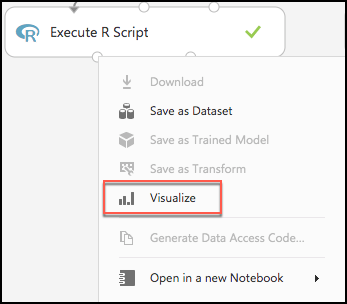 Execute R Script
Download
Save as Dataset
Save as Trained Model
Save as Transform
Visualize
Generate Data Access Code...
Open in a new Notebook